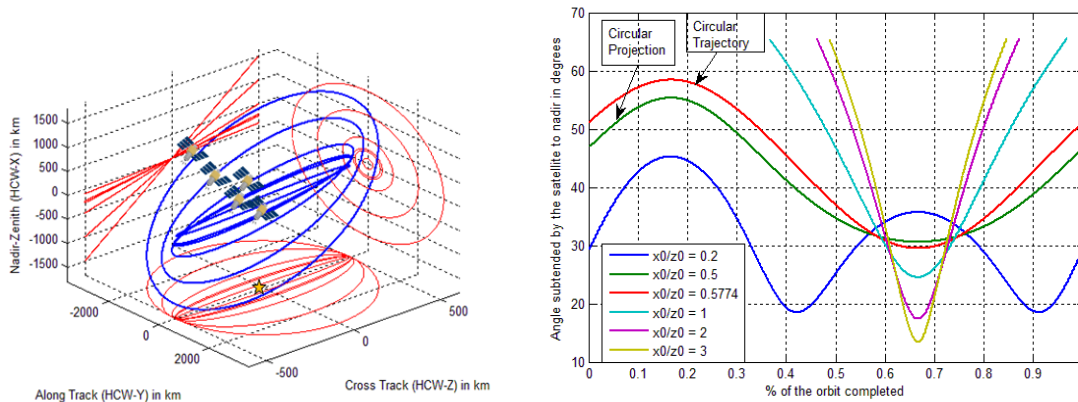 Nadir-Zenith (HCW-X) in km
1500
1000
500
0
-500
-1000
-1500
-2000
0
2000
-500
0
500
Along Track (HCW-Y) in km
Cross Track (HCW-Z) in km
Angle subtended by the satellite to nadir in degrees
70
60
50
40
30
20
10
Circular
Projection
Circular
Trajectory
x0/z0 = 0.2
x0/z0 = 0.5
x0/z0 = 0.5774
x0/z0 = 1
x0/z0 = 2
x0/z0 = 3
0
0.1
0.2
0.3
0.4
0.5
0.6
0.7
0.8
0.9
% of the orbit completed